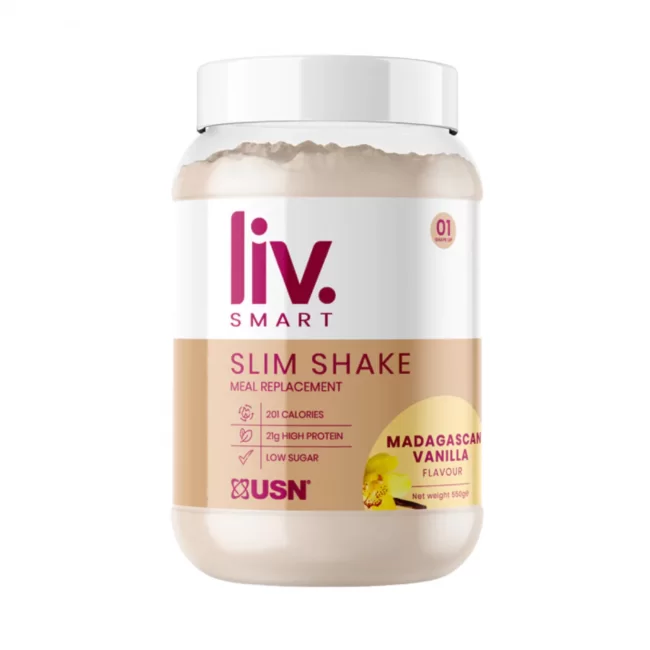 liv.
SMART
01
SLIM SHAKE
MEAL REPLACEMENT
201 CALORIES
21g HIGH PROTEIN
LOW SUGAR
USN®
MADAGASCAN
VANILLA
FLAVOUR
Net weight 550ge